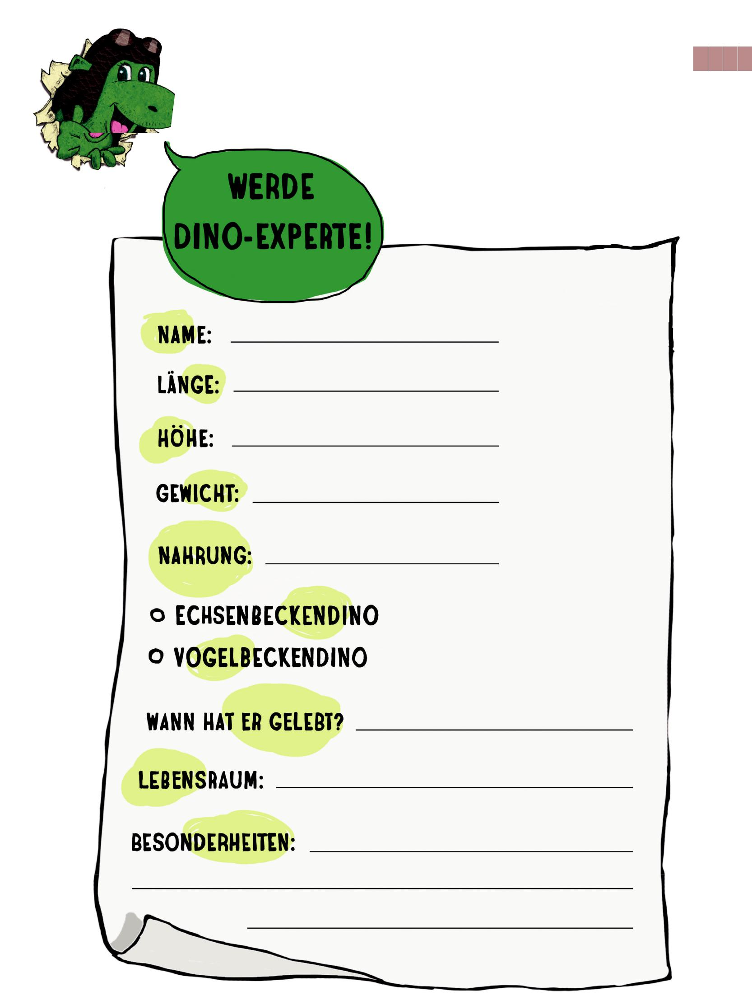 WERDE
DINO-EXPERTE!
NAME:
LÄNGE:
HÖHE:
GEWICHT:
NAHRUNG:
ECHSENBECKENDINO
VOGELBECKENDINO
WANN HAT ER GELEBT?
LEBENSRAUM:
BESONDERHEITEN: